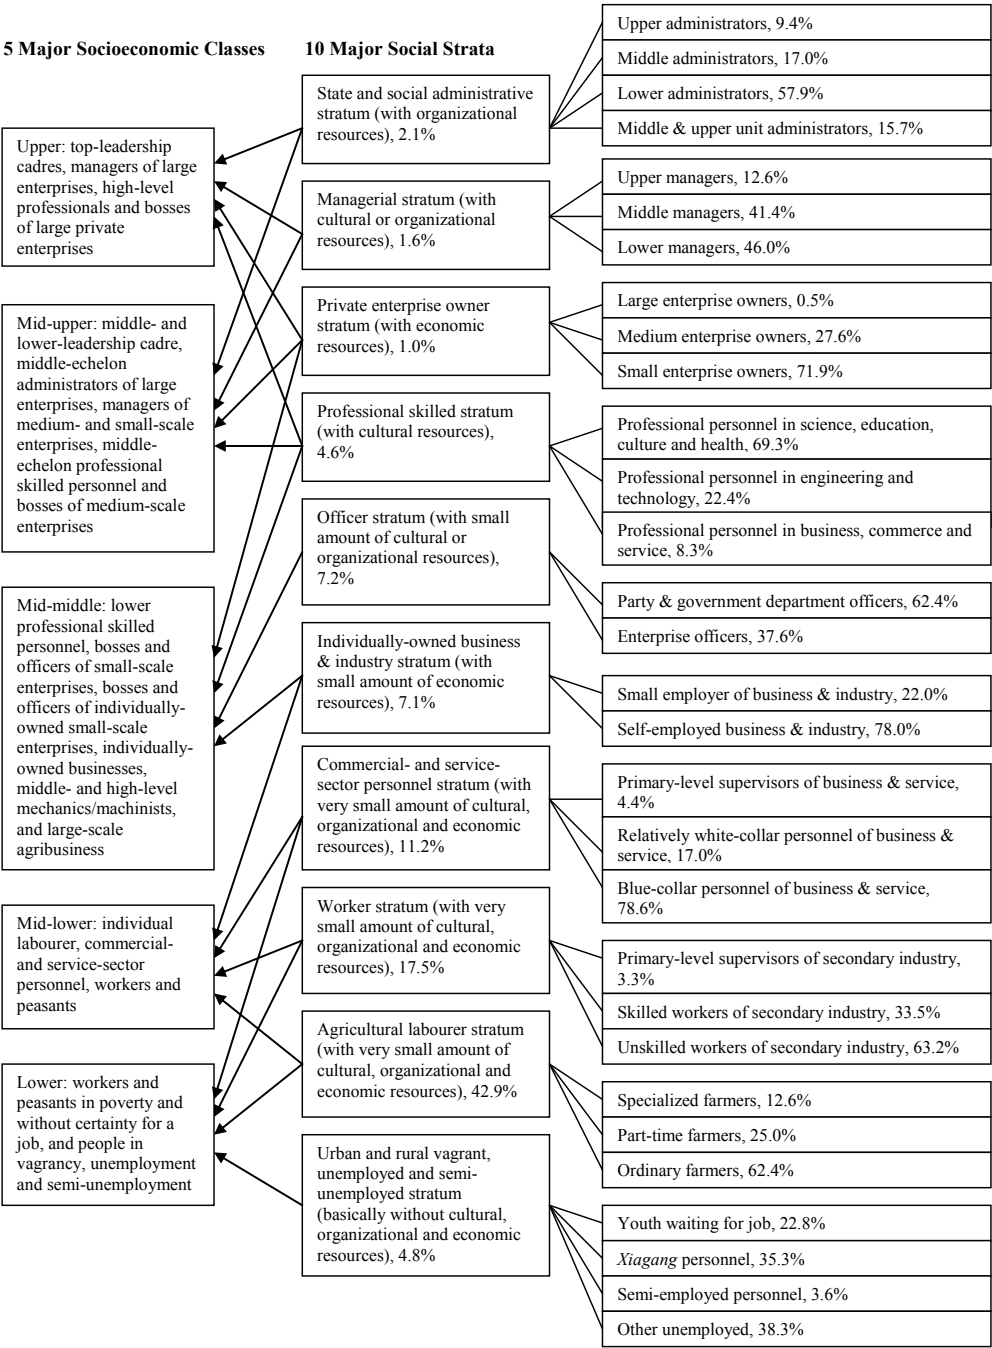 5 Major Socioeconomic Classes
Upper: top-leadership
cadres, managers of large
enterprises, high-level
professionals and bosses
of large private
enterprises
Mid-upper: middle- and
lower-leadership cadre,
middle-echelon
administrators of large
enterprises, managers of
medium- and small-scale
enterprises, middle-
echelon professional
skilled personnel and
bosses of medium-scale
enterprises
Mid-middle: lower
professional skilled
personnel, bosses and
officers of small-scale
enterprises, bosses and
officers of individually-
owned small-scale
enterprises, individually-
owned businesses,
middle- and high-level
mechanics/machinists,
and large-scale
agribusiness
Mid-lower: individual
labourer, commercial-
and service-sector
personnel, workers and
peasants
Lower: workers and
peasants in poverty and
without certainty for a
job, and people in
vagrancy, unemployment
and semi-unemployment
10 Major Social Strata
State and social administrative
stratum (with organizational
resources), 2.1%
Managerial stratum (with
cultural or organizational
resources), 1.6%
Private enterprise owner
stratum (with economic
resources), 1.0%
Professional skilled stratum
(with cultural resources),
4.6%
Officer stratum (with small
amount of cultural or
organizational resources),
7.2%
Individually-owned business
& industry stratum (with
small amount of economic
resources), 7.1%
Commercial- and service-
sector personnel stratum (with
very small amount of cultural,
organizational and economic
resources), 11.2%
Worker stratum (with very
small amount of cultural,
organizational and economic
resources), 17.5%
Agricultural labourer stratum
(with very small amount of
cultural, organizational and
economic resources), 42.9%
Urban and rural vagrant,
unemployed and semi-
unemployed stratum
(basically without cultural,
organizational and economic
resources), 4.8%
Upper administrators, 9.4%
Middle administrators, 17.0%
Lower administrators, 57.9%
Middle & upper unit administrators, 15.7%
Upper managers, 12.6%
Middle managers, 41.4%
Lower managers, 46.0%
Large enterprise owners, 0.5%
Medium enterprise owners, 27.6%
Small enterprise owners, 71.9%
Professional personnel in science, education,
culture and health, 69.3%
Professional personnel in engineering and
technology, 22.4%
Professional personnel in business, commerce and
service, 8.3%
Party & government department officers, 62.4%
Enterprise officers, 37.6%
Small employer of business & industry, 22.0%
Self-employed business & industry, 78.0%
Primary-level supervisors of business & service,
4.4%
Relatively white-collar personnel of business &
service, 17.0%
Blue-collar personnel of business & service,
78.6%
Primary-level supervisors of secondary industry,
3.3%
Skilled workers of secondary industry, 33.5%
Unskilled workers of secondary industry, 63.2%
Specialized farmers, 12.6%
Part-time farmers, 25.0%
Ordinary farmers, 62.4%
Youth waiting for job, 22.8%
Xiagang personnel, 35.3%
Semi-employed personnel, 3.6%
Other unemployed, 38.3%